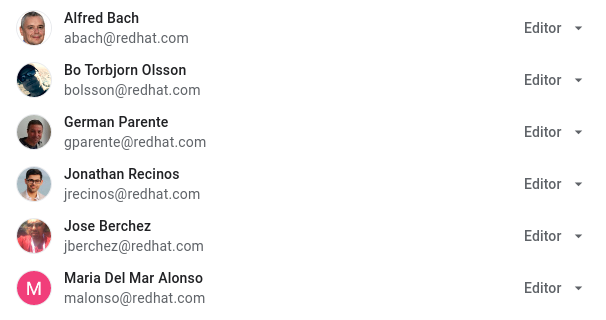 Alfred Bach
abach@redhat.com
Editor
Bo Torbjorn Olsson
bolsson@redhat.com
Editor
German Parente
gparente@redhat.com
Editor
Jonathan Recinos
jrecinos@redhat.com
Editor
Jose Berchez
jberchez@redhat.com
Editor
M
Maria Del Mar Alonso
malonso@redhat.com
Editor